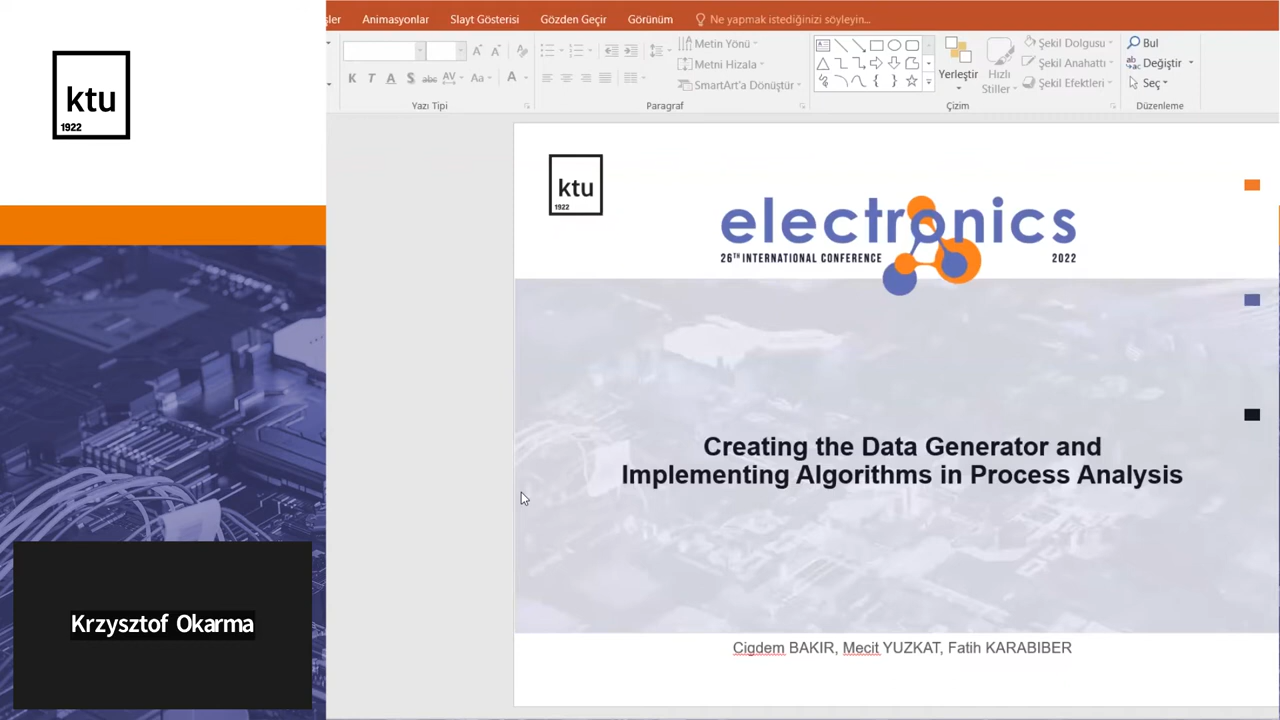 ktu
1922
şler Animasyonlar Slayt Gösterisi Gözden Geçir Görünüm Ne yapmak istediğinizi söyleyin...
Metin Yönü
Metni Hizala
SmartArt'a Dönüştür
K T A S abc AV Aa A
Yazı Tipi
Paragraf
Yerleştir
Hızlı
Stiller
Şekil Dolgusu
Şekil Anahattı
Şekil Efektleri
Çizim
Bul
Değiştir
Seç
Düzenleme
ktu
1922
electronics
26TH INTERNATIONAL CONFERENCE 2022
Creating the Data Generator and
Implementing Algorithms in Process Analysis
Cigdem BAKIR, Mecit YUZKAT, Fatih KARABIBER
Krzysztof Okarma